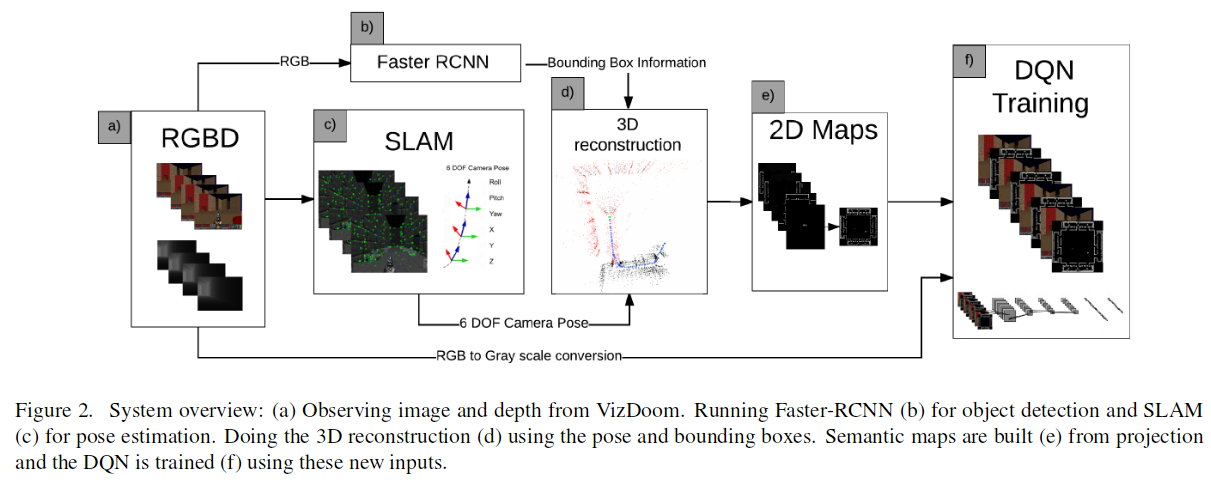 b)
RGB
Faster RCNN
Bounding Box Information
a)
RGBD
c)
SLAM
6 DOF Camera Pose
Roll
Pitch
Yaw
X
Y
Z
d)
3D
reconstruction
e)
2D Maps
f)
DQN
Training
6 DOF Camera Pose
RGB to Gray scale conversion
Figure 2. System overview: (a) Observing image and depth from VizDoom. Running Faster-RCNN (b) for object detection and SLAM
(c) for pose estimation. Doing the 3D reconstruction (d) using the pose and bounding boxes. Semantic maps are built (e) from projection
and the DQN is trained (f) using these new inputs.